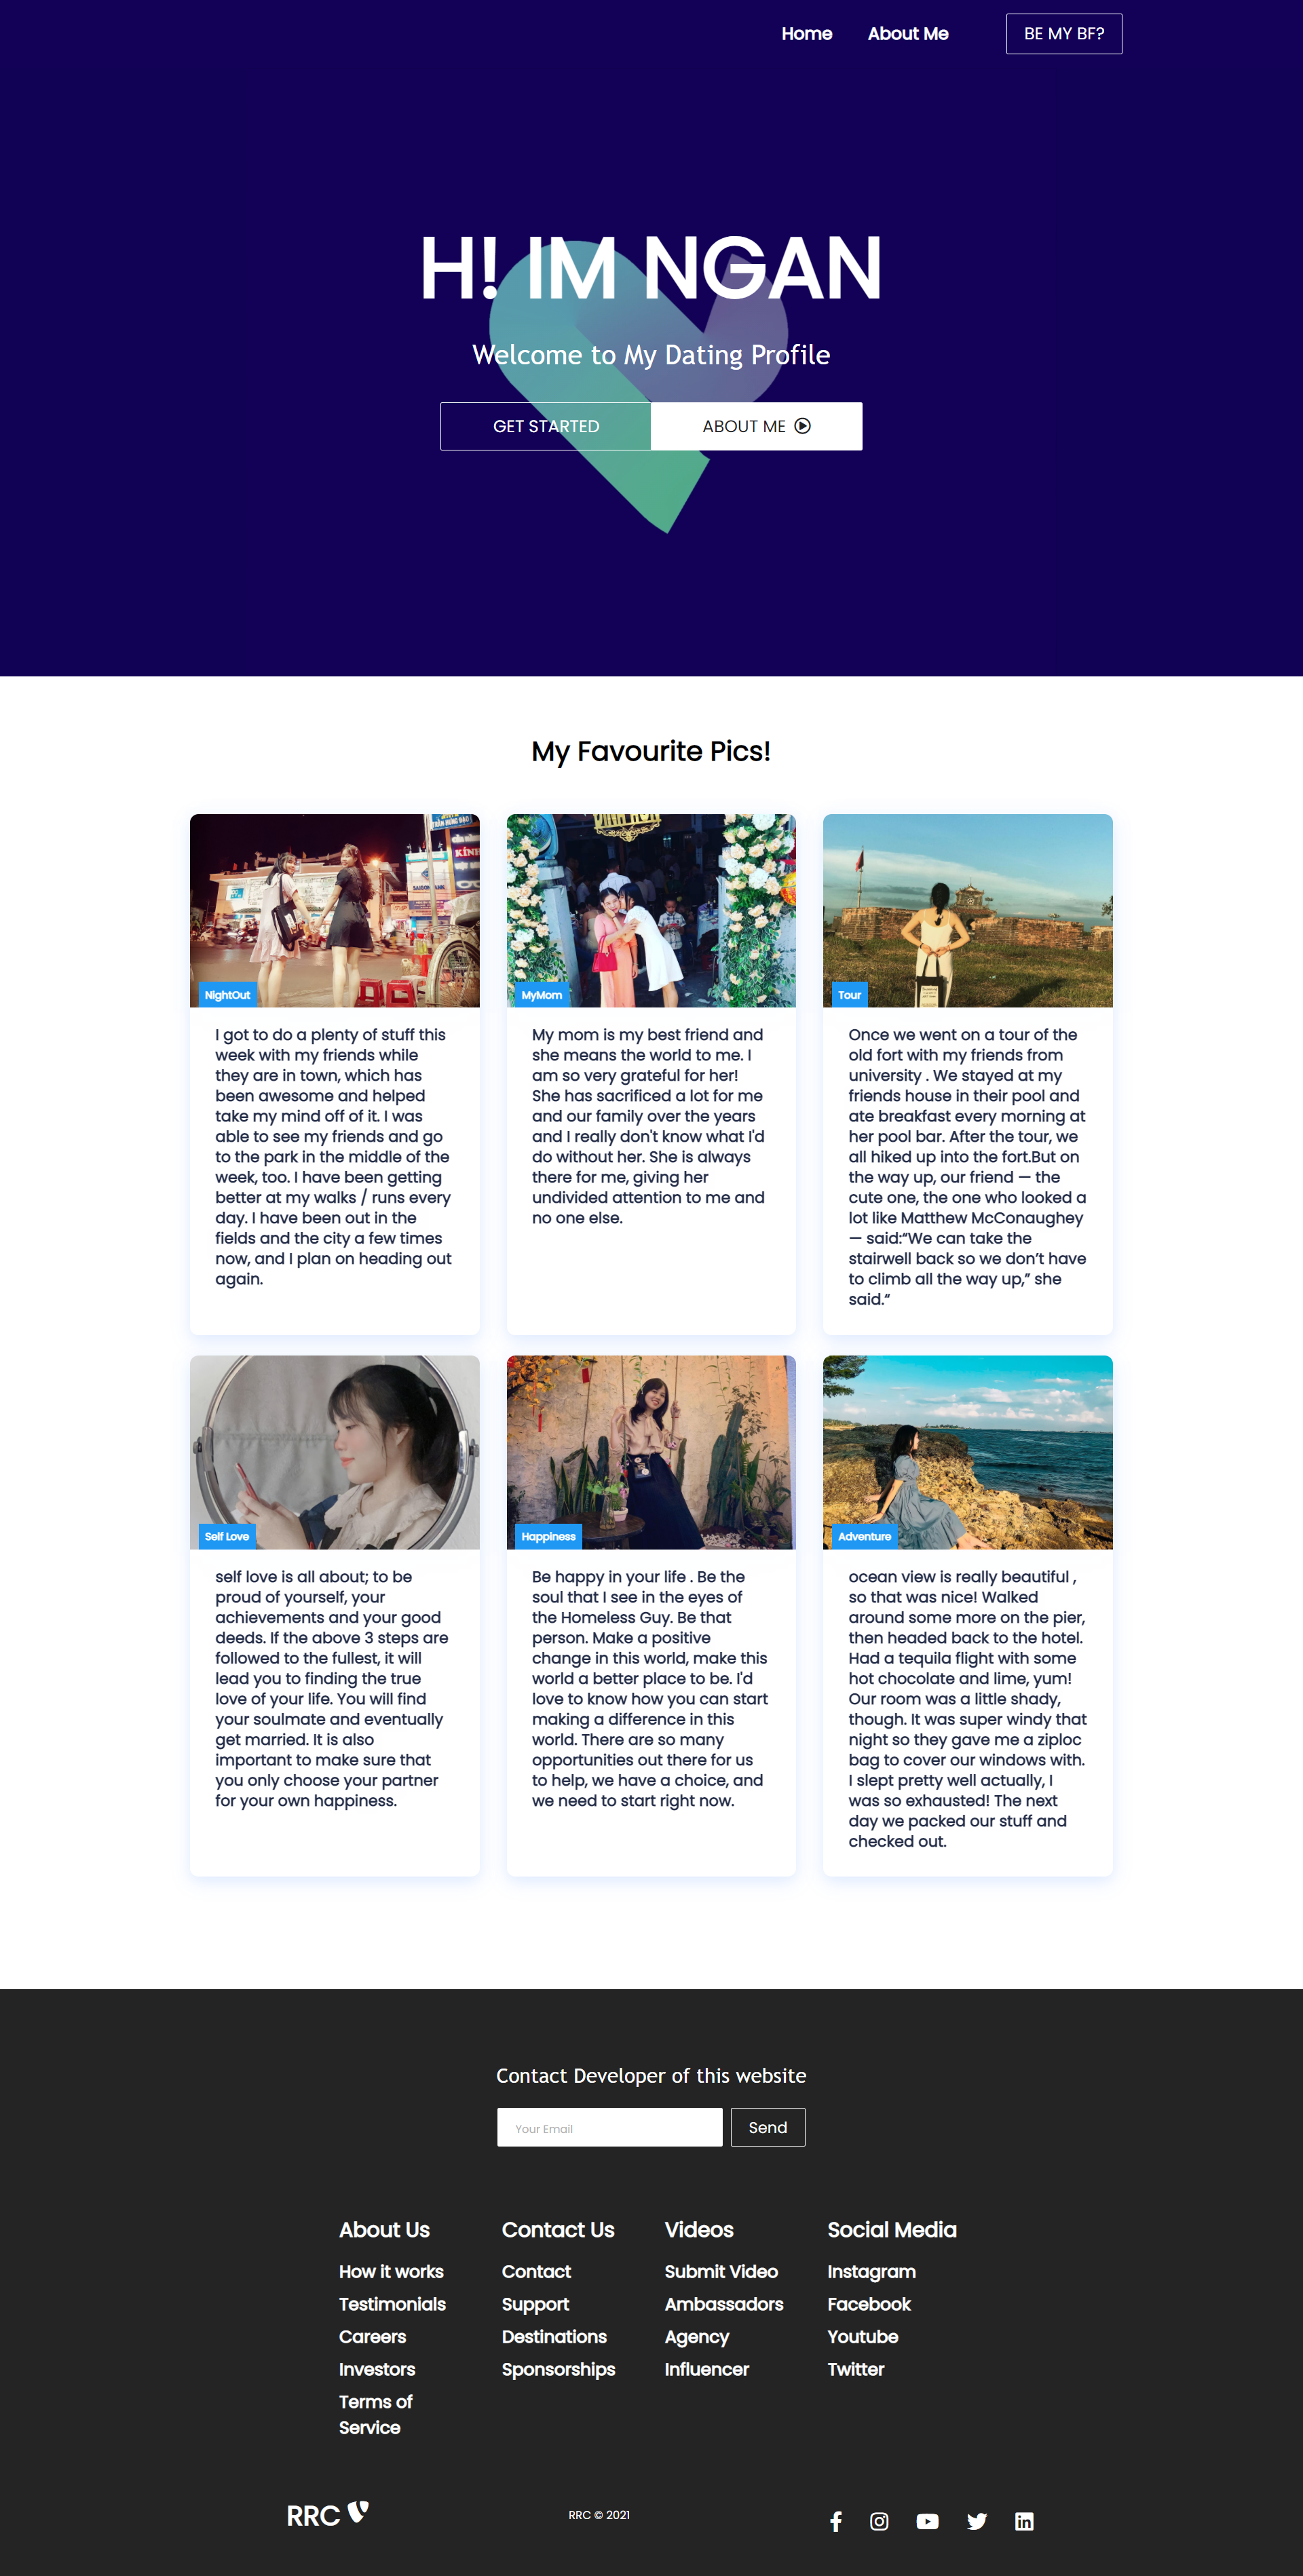 Home About Me BE MY BF?
H! IM NGAN
Welcome to My Dating Profile
GET STARTED ABOUT ME
My Favourite Pics!
TRẦN HƯNG ĐẠO
KÍNH
NightOut
I got to do a plenty of stuff this
week with my friends while
they are in town, which has
been awesome and helped
take my mind off of it. I was
able to see my friends and go
to the park in the middle of the
week, too. I have been getting
better at my walks / runs every
day. I have been out in the
fields and the city a few times
now, and I plan on heading out
again.
MyMom
My mom is my best friend and
she means the world to me. I
am so very grateful for her!
She has sacrificed a lot for me
and our family over the years
and I really don't know what I'd
do without her. She is always
there for me, giving her
undivided attention to me and
no one else.
Tour
Once we went on a tour of the
old fort with my friends from
university . We stayed at my
friends house in their pool and
ate breakfast every morning at
her pool bar. After the tour, we
all hiked up into the fort.But on
the way up, our friend — the
cute one, the one who looked a
lot like Matthew McConaughey
— said:“We can take the
stairwell back so we don’t have
to climb all the way up,” she
said.“
Self Love
self love is all about; to be
proud of yourself, your
achievements and your good
deeds. If the above 3 steps are
followed to the fullest, it will
lead you to finding the true
love of your life. You will find
your soulmate and eventually
get married. It is also
important to make sure that
you only choose your partner
for your own happiness.
Happiness
Be happy in your life . Be the
soul that I see in the eyes of
the Homeless Guy. Be that
person. Make a positive
change in this world, make this
world a better place to be. I'd
love to know how you can start
making a difference in this
world. There are so many
opportunities out there for us
to help, we have a choice, and
we need to start right now.
Adventure
ocean view is really beautiful ,
so that was nice! Walked
around some more on the pier,
then headed back to the hotel.
Had a tequila flight with some
hot chocolate and lime, yum!
Our room was a little shady,
though. It was super windy that
night so they gave me a ziploc
bag to cover our windows with.
I slept pretty well actually, I
was so exhausted! The next
day we packed our stuff and
checked out.
Contact Developer of this website
Your Email Send
About Us
How it works
Testimonials
Careers
Investors
Terms of
Service
Contact Us
Contact
Support
Destinations
Sponsorships
Videos
Submit Video
Ambassadors
Agency
Influencer
Social Media
Instagram
Facebook
Youtube
Twitter
RRC
RRC © 2021